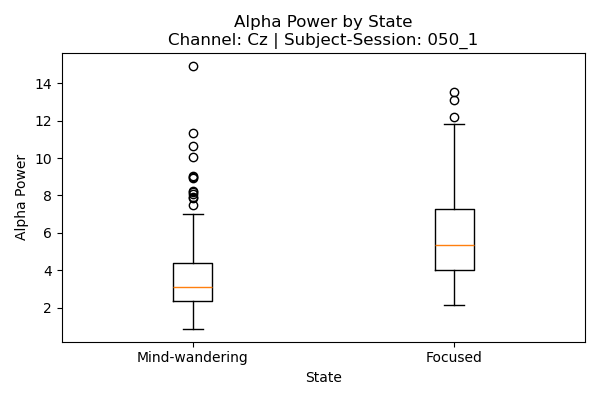 Alpha Power by State
Channel: Cz | Subject-Session: 050_1
Alpha Power
14
12
10
8
6
4
2
Mind-wandering
Focused
State